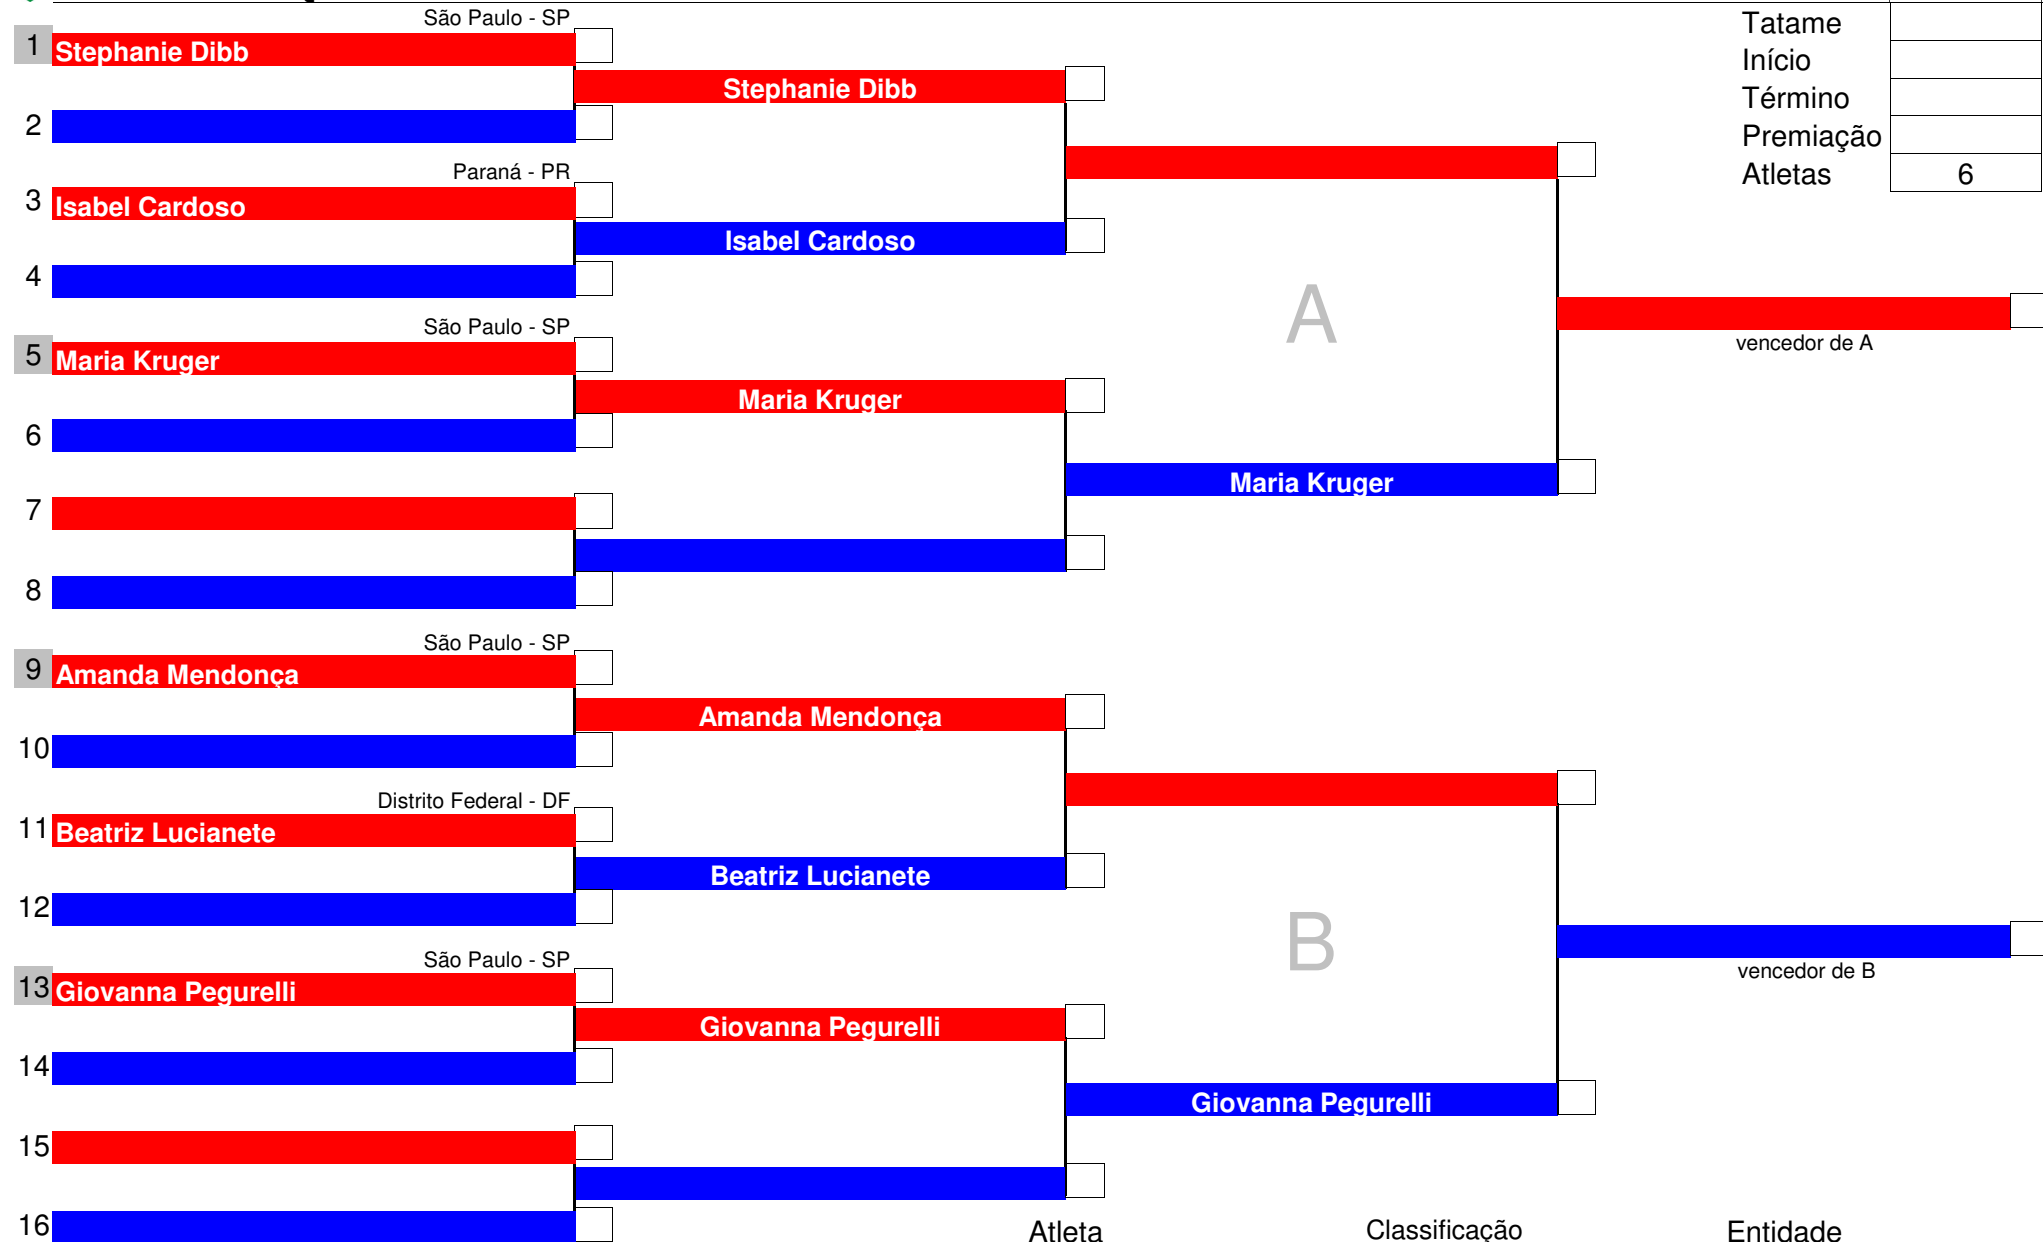 São Paulo - SP
Tatame
1 Stephanie Dibb
Stephanie Dibb
Início
Término
2
Premiação
Paraná - PR
Atletas 6
3 Isabel Cardoso
Isabel Cardoso
4
A
São Paulo - SP
vencedor de A
5 Maria Kruger
Maria Kruger
6
Maria Kruger
7
8
São Paulo - SP
9 Amanda Mendonça
Amanda Mendonça
10
Distrito Federal - DF
11 Beatriz Lucianete
Beatriz Lucianete
12
B
São Paulo - SP
vencedor de B
13 Giovanna Pegurelli
Giovanna Pegurelli
14
Giovanna Pegurelli
15
16
Atleta Classificação Entidade